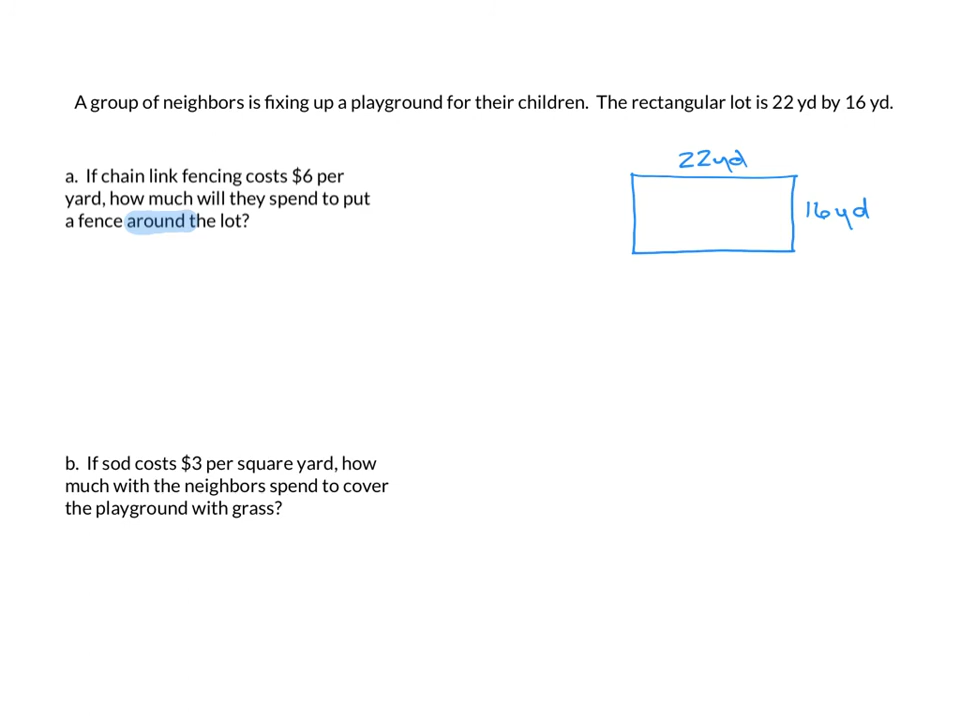 A group of neighbors is fixing up a playground for their children. The rectangular lot is 22 yd by 16 yd.
22yd
16yd
a. If chain link fencing costs $6 per
yard, how much will they spend to put
a fence around the lot?
b. If sod costs $3 per square yard, how
much with the neighbors spend to cover
the playground with grass?